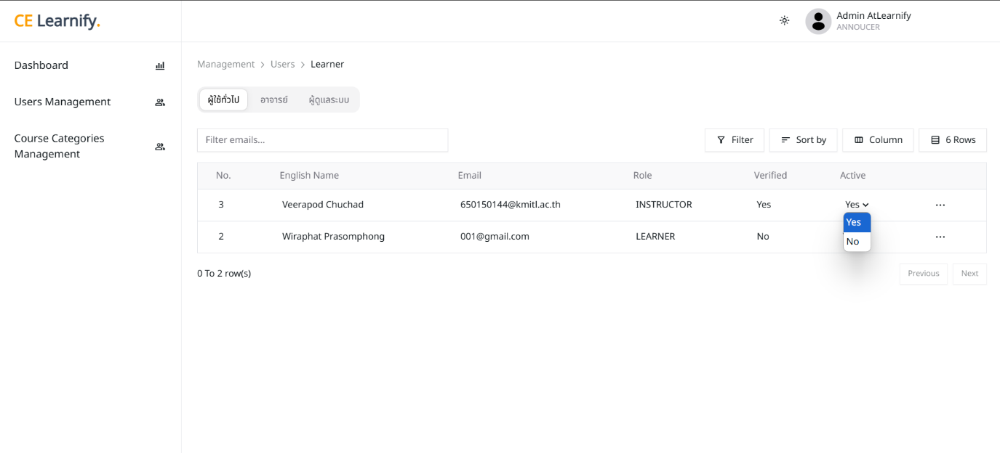 CE Learnify.
Admin AtLearnify
ANNOUCER
Dashboard
Users Management
Course Categories
Management
Management > Users > Learner
ผู้ใช้ทั่วไป อาจารย์ ผู้ดูแลระบบ
Filter emails...
Filter Sort by Column 6 Rows
No. English Name Email Role Verified Active
3 Veerapod Chuchad 650150144@kmitl.ac.th INSTRUCTOR Yes Yes ...
Yes
2 Wiraphat Prasomphong 001@gmail.com LEARNER No ...
No
0 To 2 row(s)
Previous Next